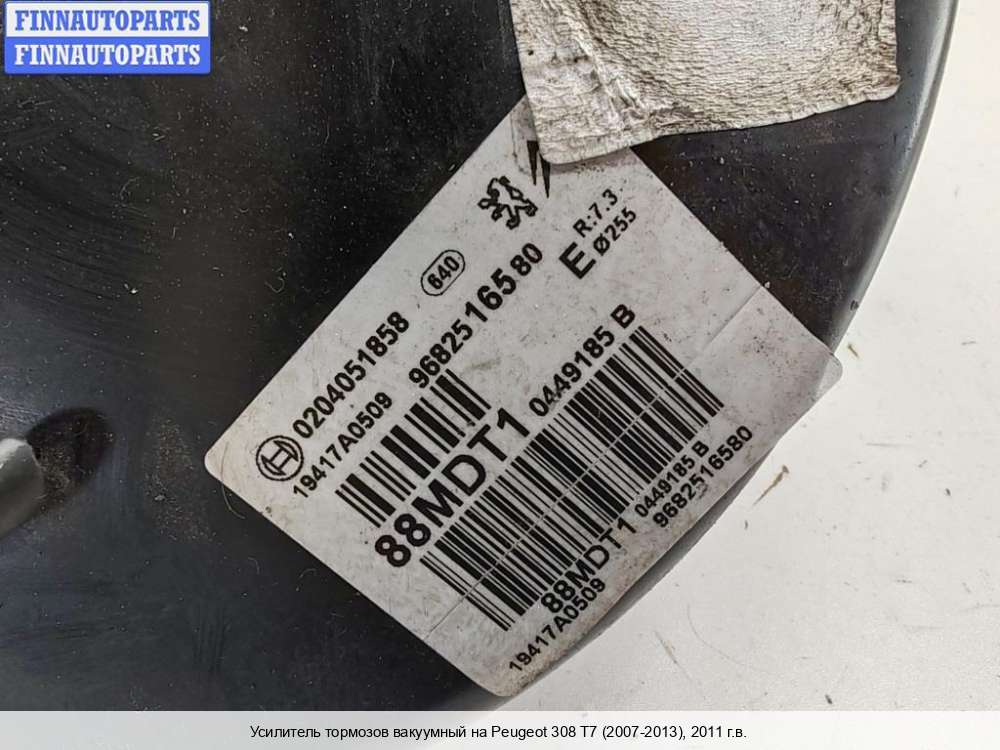 FINNAUTOPARTS
FINNAUTOPARTS
R:7.3
E Ø255
640
0204051858
19417A0509 9682516580
88MDT1 0449185 B
88MDT1 0449185 B
19417A0509 9682516580
Усилитель тормозов вакуумный на Peugeot 308 T7 (2007-2013), 2011 г.в.